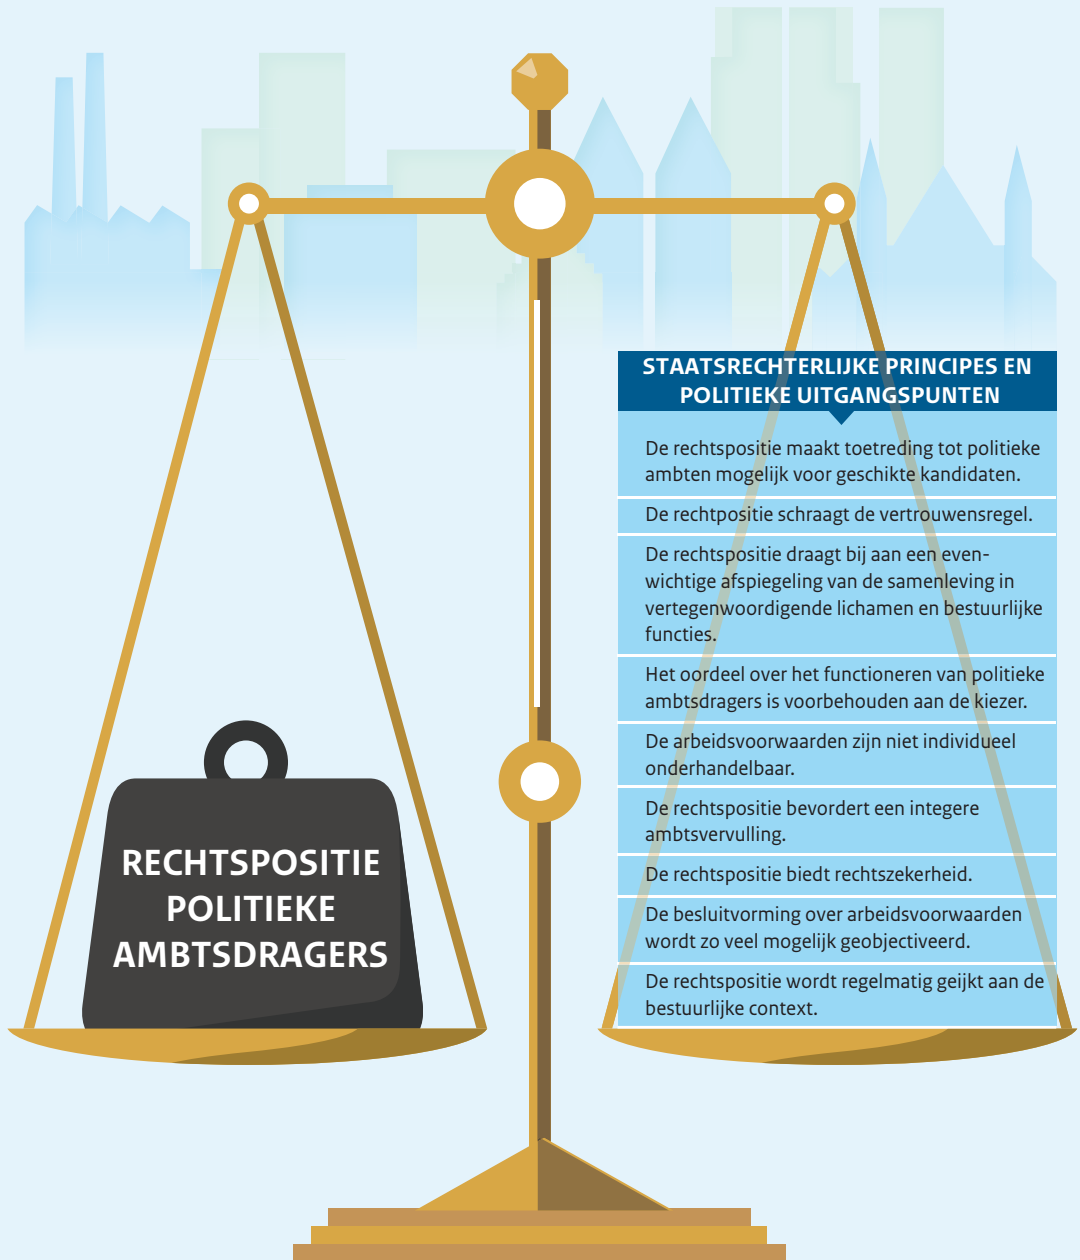 STAATSRECHTERLIJKE PRINCIPES EN
POLITIEKE UITGANGSPUNTEN
De rechtspositie maakt toetreding tot politieke
ambten mogelijk voor geschikte kandidaten.
De rechtpositie schraagt de vertrouwensregel.
De rechtspositie draagt bij aan een even-
wichtige afspiegeling van de samenleving in
vertegenwoordigende lichamen en bestuurlijke
functies.
Het oordeel over het functioneren van politieke
ambtsdragers is voorbehouden aan de kiezer.
De arbeidsvoorwaarden zijn niet individueel
onderhandelbaar.
De rechtspositie bevordert een integere
ambtsvervulling.
De rechtspositie biedt rechtszekerheid.
De besluitvorming over arbeidsvoorwaarden
wordt zo veel mogelijk geobjectiveerd.
De rechtspositie wordt regelmatig geijkt aan de
bestuurlijke context.
RECHTSPOSITIE
POLITIEKE
AMBTSDRAGERS